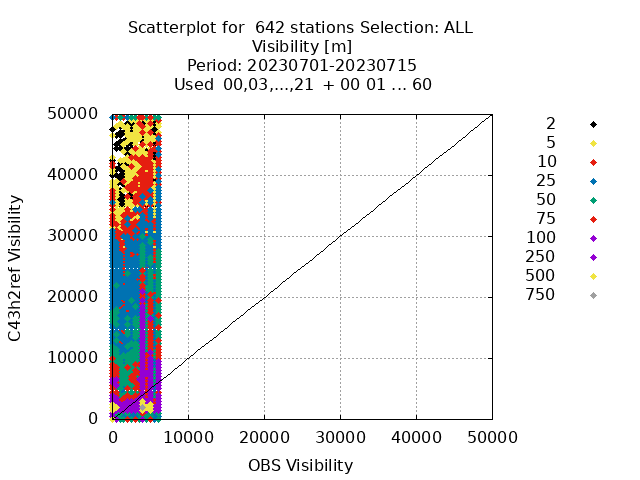 Scatterplot for  642 stations Selection: ALL
Visibility [m]
Period: 20230701-20230715
Used  00,03,...,21  + 00 01 ... 60
50000
40000
30000
20000
10000
0
C43h2ref Visibility
0 10000 20000 30000 40000 50000
OBS Visibility
2
5
10
25
50
75
100
250
500
750